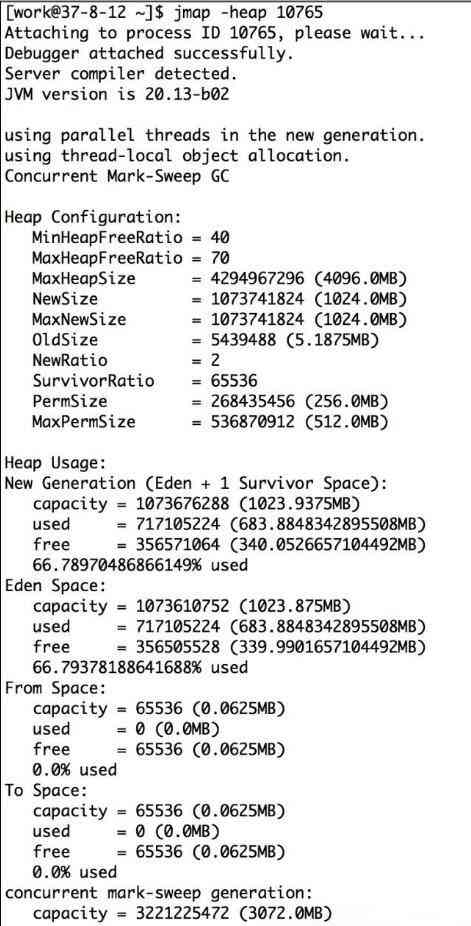 [work@37-8-12 ~]$ jmap -heap 10765
Attaching to process ID 10765, please wait...
Debugger attached successfully.
Server compiler detected.
JVM version is 20.13-b02

using parallel threads in the new generation.
using thread-local object allocation.
Concurrent Mark-Sweep GC

Heap Configuration:
   MinHeapFreeRatio = 40
   MaxHeapFreeRatio = 70
   MaxHeapSize      = 4294967296 (4096.0MB)
   NewSize          = 1073741824 (1024.0MB)
   MaxNewSize       = 1073741824 (1024.0MB)
   OldSize          = 5439488 (5.1875MB)
   NewRatio         = 2
   SurvivorRatio    = 65536
   PermSize         = 268435456 (256.0MB)
   MaxPermSize      = 536870912 (512.0MB)

Heap Usage:
New Generation (Eden + 1 Survivor Space):
   capacity = 1073676288 (1023.9375MB)
   used     = 717105224 (683.8848342895508MB)
   free     = 356571064 (340.0526657104492MB)
   66.78970486866149% used
Eden Space:
   capacity = 1073610752 (1023.875MB)
   used     = 717105224 (683.8848342895508MB)
   free     = 356505528 (339.9901657104492MB)
   66.79378188641688% used
From Space:
   capacity = 65536 (0.0625MB)
   used     = 0 (0.0MB)
   free     = 65536 (0.0625MB)
   0.0% used
To Space:
   capacity = 65536 (0.0625MB)
   used     = 0 (0.0MB)
   free     = 65536 (0.0625MB)
   0.0% used
concurrent mark-sweep generation:
   capacity = 3221225472 (3072.0MB)